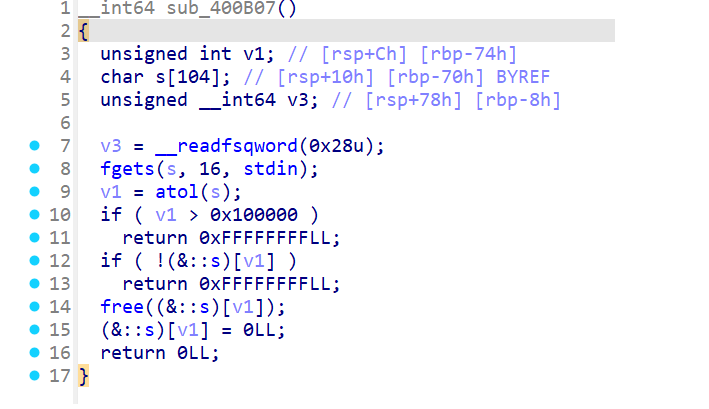 1 __int64 sub_400B07()
2 {
3 unsigned int v1; // [rsp+Ch] [rbp-74h]
4 char s[104]; // [rsp+10h] [rbp-70h] BYREF
5 unsigned __int64 v3; // [rsp+78h] [rbp-8h]
6
7 v3 = __readfsqword(0x28u);
8 fgets(s, 16, stdin);
9 v1 = atol(s);
10 if ( v1 > 0x100000 )
11 return 0xFFFFFFFFLL;
12 if ( !(&::s)[v1] )
13 return 0xFFFFFFFFLL;
14 free((&::s)[v1]);
15 (&::s)[v1] = 0LL;
16 return 0LL;
17 }